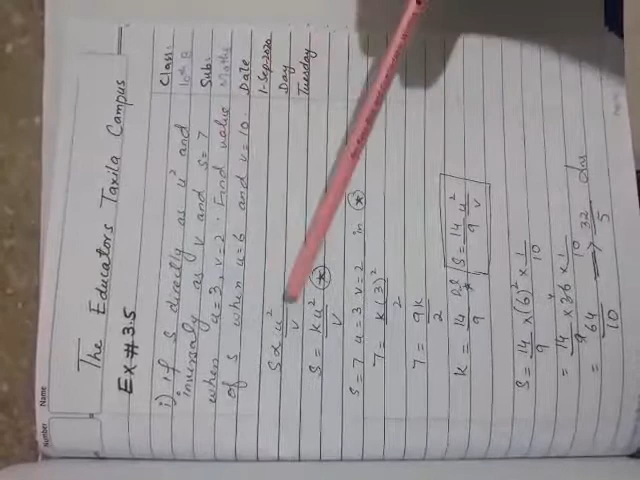 Number Name
The Educators Taxila Campus
EX#3.5
Class:
10th
i) if S directly as u² and
Sub:
inversaly as v and s=7
Maths
when u=3, v=2. Find value
Date
of s when u=6 and v=10.
1-Sep-2020
Day
Tuesday
S ∝ u²/v
S = ku²/v ⊛
S=7 u=3 v=2 in ⊛
7 = k(3)²/2
7 = 9k/2
k = 14/9 S = 14/9 u²/v
S = 14/9 × (6)² × 1/10
= 14/9 × 36 × 1/10
= 64/10 32/5 Ans